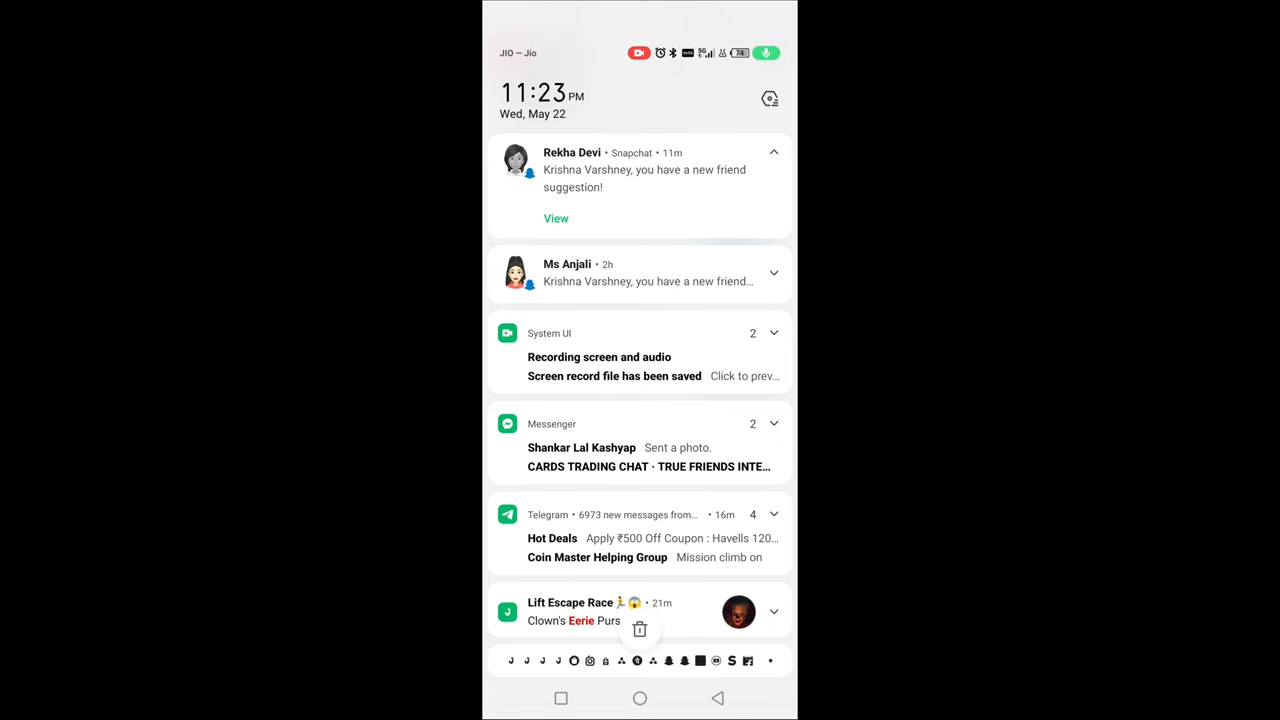 JIO — Jio
5G
74
11:23 PM
Wed, May 22
Rekha Devi • Snapchat • 11m
Krishna Varshney, you have a new friend
suggestion!
View
Ms Anjali • 2h
Krishna Varshney, you have a new friend...
System UI 2
Recording screen and audio
Screen record file has been saved Click to prev...
Messenger 2
Shankar Lal Kashyap Sent a photo.
CARDS TRADING CHAT · TRUE FRIENDS INTE...
Telegram • 6973 new messages from... • 16m 4
Hot Deals Apply ₹500 Off Coupon : Havells 120...
Coin Master Helping Group Mission climb on
Lift Escape Race🏃😱 • 21m
Clown's Eerie Purs